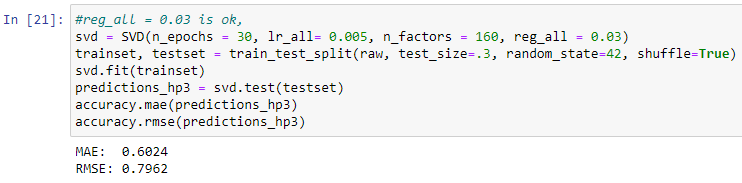 In [21]: #reg_all = 0.03 is ok,
svd = SVD(n_epochs = 30, lr_all= 0.005, n_factors = 160, reg_all = 0.03)
trainset, testset = train_test_split(raw, test_size=.3, random_state=42, shuffle=True)
svd.fit(trainset)
predictions_hp3 = svd.test(testset)
accuracy.mae(predictions_hp3)
accuracy.rmse(predictions_hp3)
MAE:  0.6024
RMSE: 0.7962